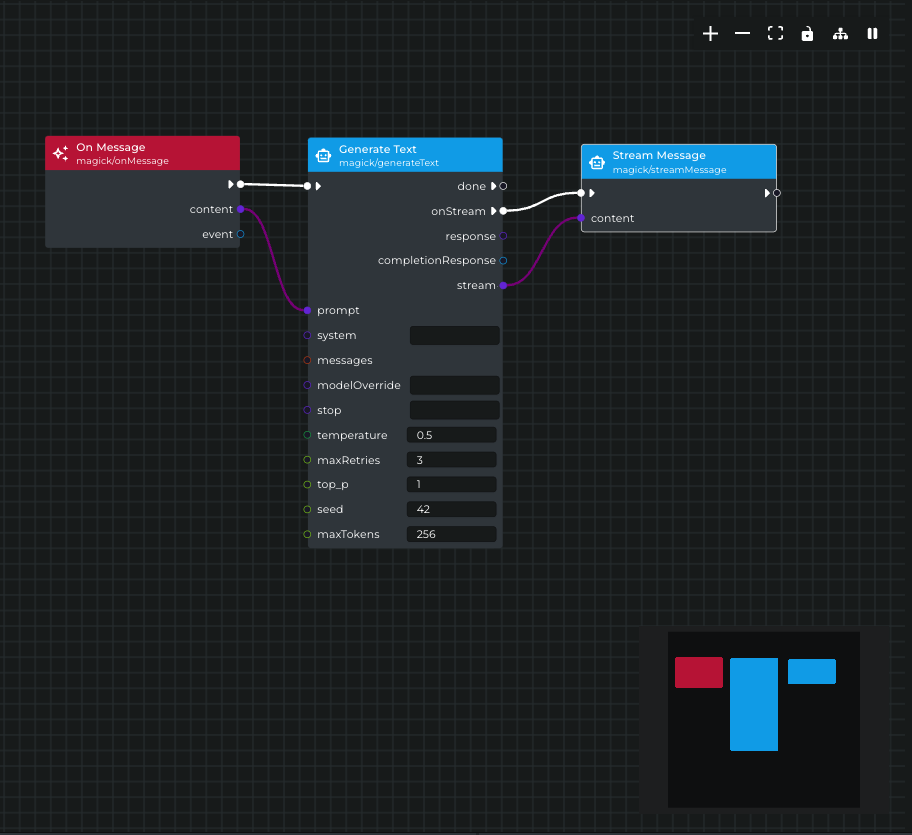 On Message
magick/onMessage
content
event
Generate Text
magick/generateText
done
onStream
response
completionResponse
stream
prompt
system
messages
modelOverride
stop
temperature 0.5
maxRetries 3
top_p 1
seed 42
maxTokens 256
Stream Message
magick/streamMessage
content